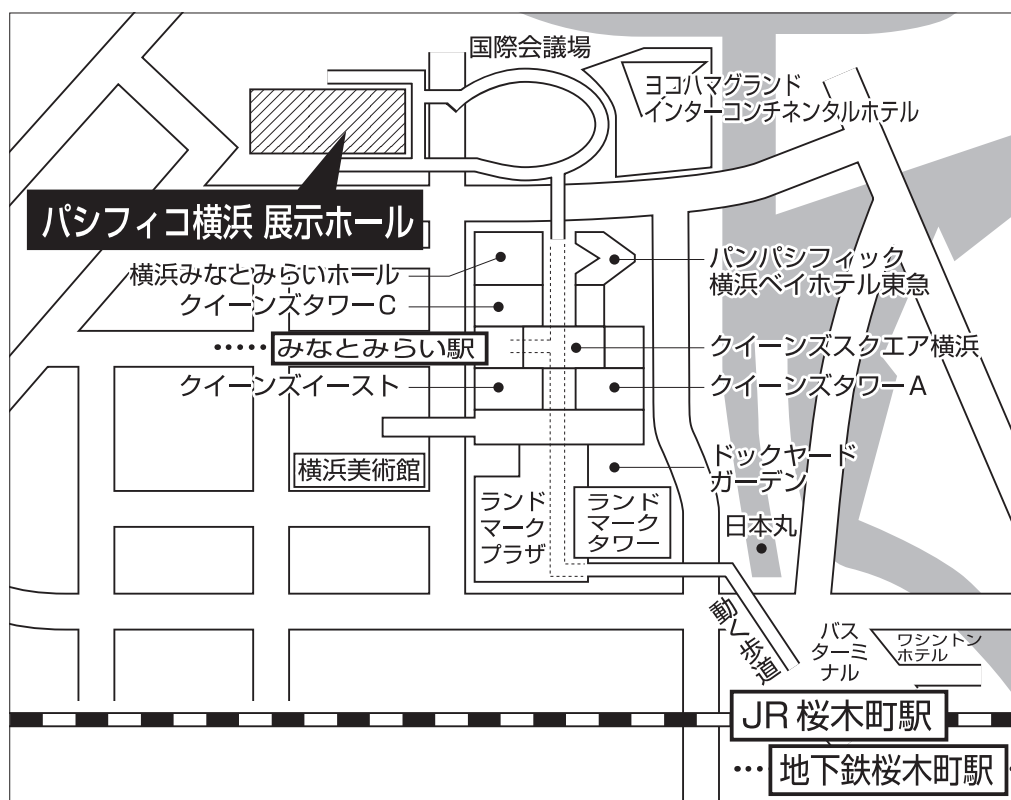 国際会議場
ヨコハマグランド
インターコンチネンタルホテル
パシフィコ横浜 展示ホール
横浜みなとみらいホール
パンパシフィック
横浜ベイホテル東急
クイーンズタワーC
みなとみらい駅
クイーンズスクエア横浜
クイーンズイースト
クイーンズタワーA
横浜美術館
ドックヤード
ガーデン
ランド
マーク
プラザ
ランド
マーク
タワー
日本丸
動く歩道
バス
ターミ
ナル
ワシントン
ホテル
JR 桜木町駅
地下鉄桜木町駅